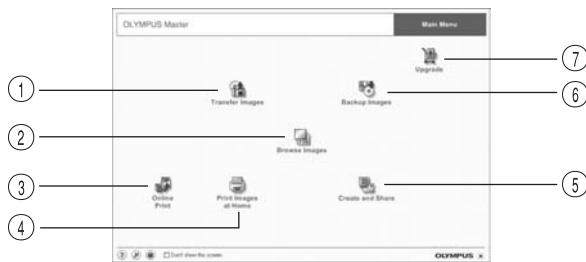 OLYMPUS Master
Main Menu
Upgrade
7
1
Transfer Images
Backup Images
6
2
Browse Images
3
Online
Print
Print Images
at Home
Create and Share
5
4
Don't show this screen
OLYMPUS